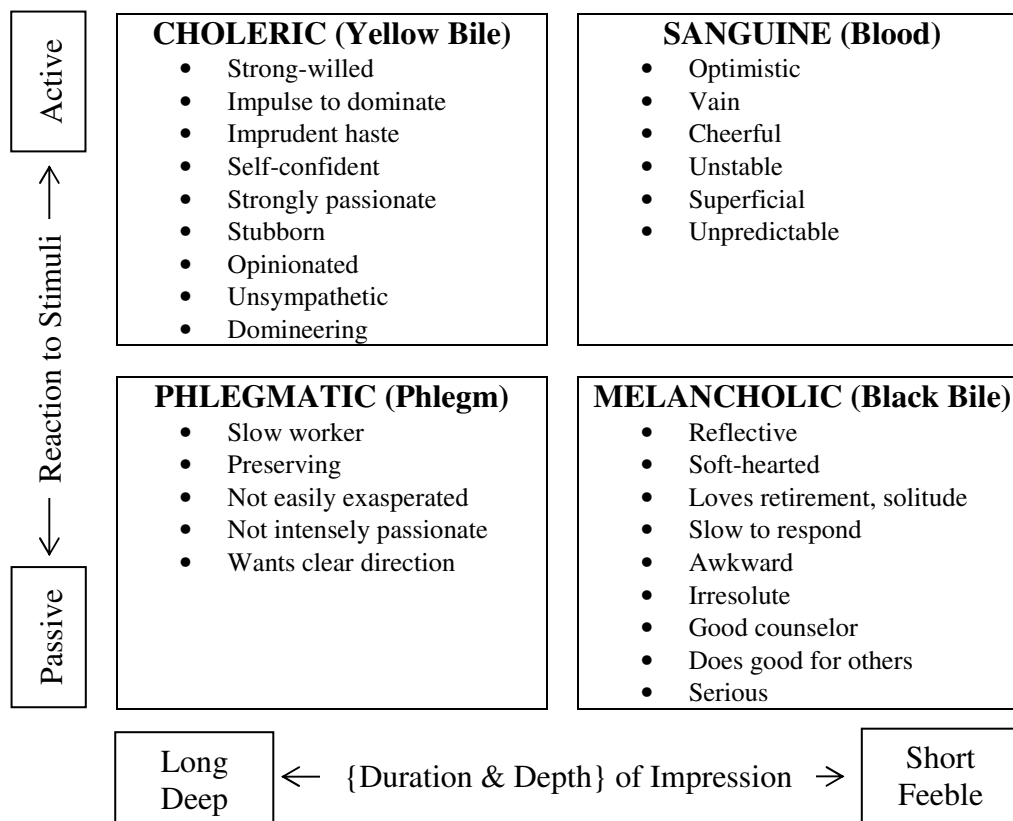 Active
Reaction to Stimuli
Passive
CHOLERIC (Yellow Bile)
• Strong-willed
• Impulse to dominate
• Imprudent haste
• Self-confident
• Strongly passionate
• Stubborn
• Opinionated
• Unsympathetic
• Domineering
SANGUINE (Blood)
• Optimistic
• Vain
• Cheerful
• Unstable
• Superficial
• Unpredictable
PHLEGMATIC (Phlegm)
• Slow worker
• Preserving
• Not easily exasperated
• Not intensely passionate
• Wants clear direction
MELANCHOLIC (Black Bile)
• Reflective
• Soft-hearted
• Loves retirement, solitude
• Slow to respond
• Awkward
• Irresolute
• Good counselor
• Does good for others
• Serious
Long
Deep
{Duration & Depth} of Impression
Short
Feeble